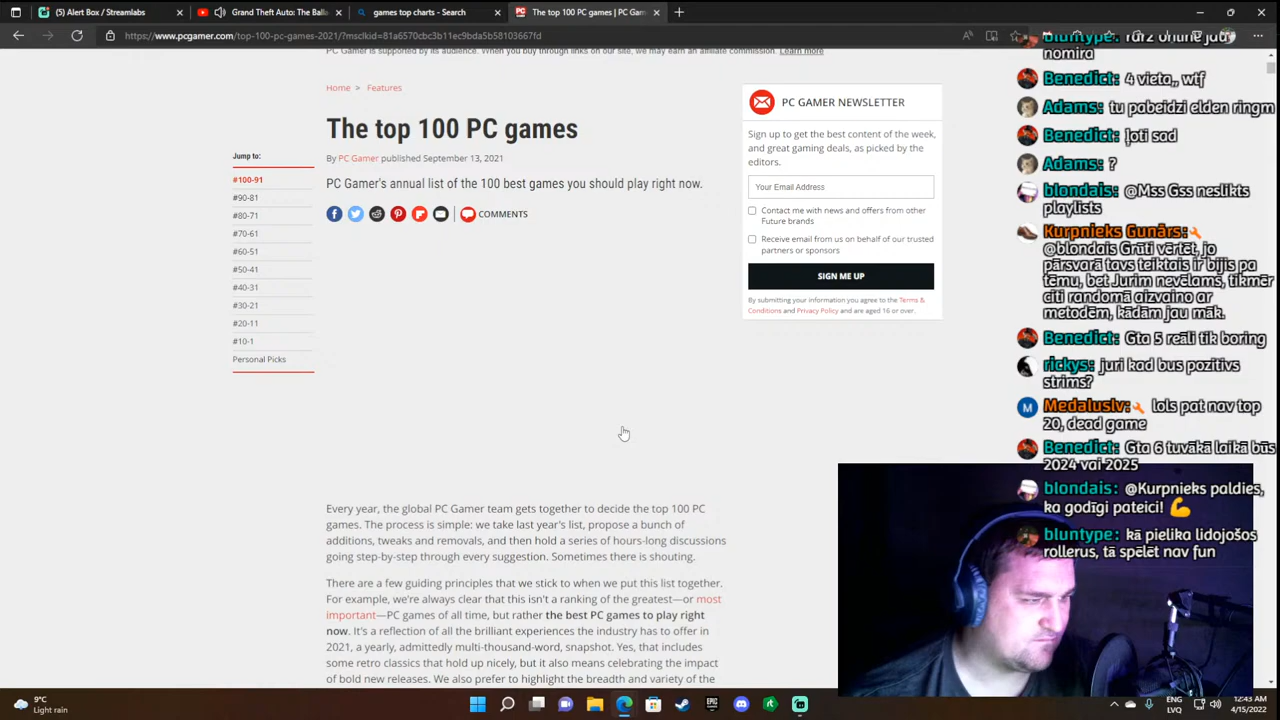 Alert Box / Streamlabs
Grand Theft Auto: The Balle
games top charts - Search
The top 100 PC games | PC Gam
https://www.pcgamer.com/top-100-pc-games-2021/?msclkid=81a6570cbc3b11ec9bda5b58103667fd
PC Gamer is supported by its audience. When you buy through links on our site, we may earn an affiliate commission. Learn more
Home > Features
The top 100 PC games
By PC Gamer published September 13, 2021
PC Gamer's annual list of the 100 best games you should play right now.
COMMENTS
Jump to:
#100-91
#90-81
#80-71
#70-61
#60-51
#50-41
#40-31
#30-21
#20-11
#10-1
Personal Picks
PC GAMER NEWSLETTER
Sign up to get the best content of the week,
and great gaming deals, as picked by the
editors.
Your Email Address
Contact me with news and offers from other
Future brands
Receive email from us on behalf of our trusted
partners or sponsors
SIGN ME UP
By submitting your information you agree to the Terms &
Conditions and Privacy Policy and are aged 16 or over.
Every year, the global PC Gamer team gets together to decide the top 100 PC
games. The process is simple: we take last year's list, propose a bunch of
additions, tweaks and removals, and then hold a series of hours-long discussions
going step-by-step through every suggestion. Sometimes there is shouting.
There are a few guiding principles that we stick to when we put this list together.
For example, we're always clear that this isn't a ranking of the greatest—or most
important—PC games of all time, but rather the best PC games to play right
now. It's a reflection of all the brilliant experiences the industry has to offer in
2021, a yearly, admittedly multi-thousand-word, snapshot. Yes, that includes
some retro classics that hold up nicely, but it also means celebrating the impact
of bold new releases. We also prefer to highlight the breadth and variety of the
bluntype: online jau
nomira
Benedict: 4 vieta,, wtf
Adams: tu pabeidzi elden ringm
Benedict: ļoti sad
Adams: ?
blondais: @Mss Gss neslikts
playlists
Kurpnieks Gunārs:
@blondais Grūti vērtēt, jo
pārsvarā tavs teiktais ir bijis pa
tēmu, bet Jurim nevēlams, tikmēr
citi randomā aizvaino ar
metodēm, kādām jau māk.
Benedict: Gta 5 reāli tik boring
rickys: juri kad bus pozitivs
strims?
M
Medaluslv: lols pat nav top
20, dead game
Benedict: Gta 6 tuvākā laikā būs
2024 vai 2025
blondais: @Kurpnieks paldies,
ka godīgi pateici! 💪
bluntype: kā pielika lidojošos
rollerus, tā spēlēt nav fun
9°C
Light rain
ENG
LVQ
12:43 AM
4/15/2022